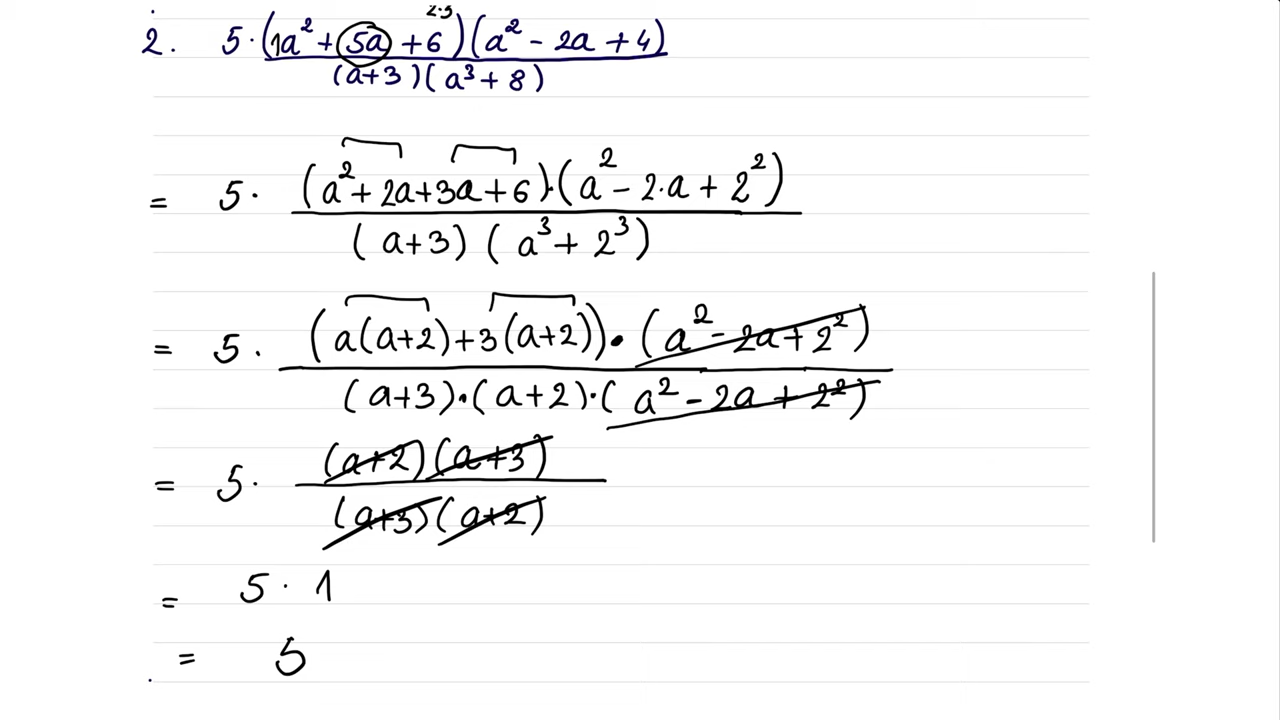 2·3
2. 5·(1a² + 5a + 6)(a² - 2a + 4)
(a+3)(a³ + 8)
= 5· (a² + 2a + 3a + 6)·(a² - 2·a + 2²)
(a+3) (a³ + 2³)
= 5· (a(a+2) + 3(a+2))·(a² - 2a + 2²)
(a+3)·(a+2)·(a² - 2a + 2²)
= 5· (a+2)(a+3)
(a+3)(a+2)
= 5 · 1
= 5